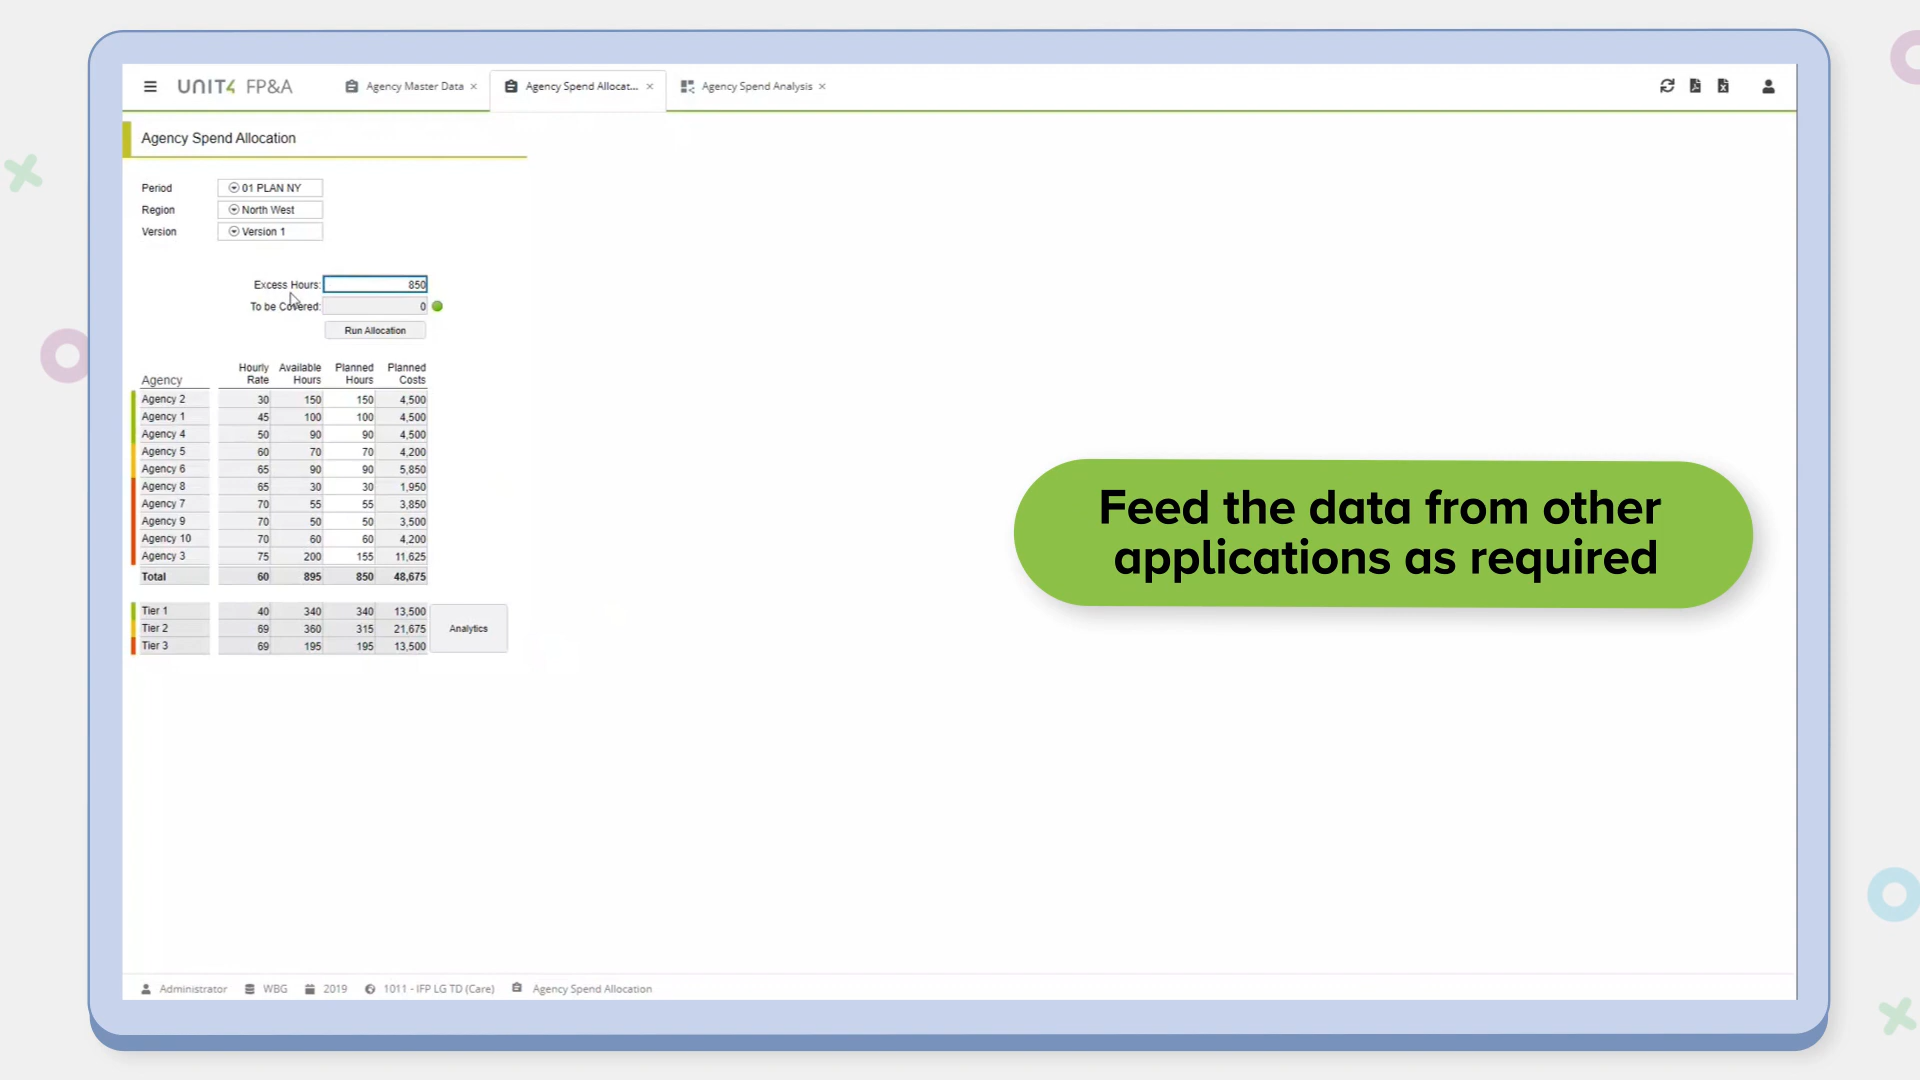 UNIT4 FP&A
Agency Master Data
Agency Spend Allocat...
Agency Spend Analysis
Agency Spend Allocation
Period 01 PLAN NY
Region North West
Version Version 1
Excess Hours: 850
To be Covered: 0
Run Allocation
Agency Hourly Rate Available Hours Planned Hours Planned Costs
Agency 2 30 150 150 4,500
Agency 1 45 100 100 4,500
Agency 4 50 90 90 4,500
Agency 5 60 70 70 4,200
Agency 6 65 90 90 5,850
Agency 8 65 30 30 1,950
Agency 7 70 55 55 3,850
Agency 9 70 50 50 3,500
Agency 10 70 60 60 4,200
Agency 3 75 200 155 11,625
Total 60 895 850 48,675
Tier 1 40 340 340 13,500
Tier 2 69 360 315 21,675
Tier 3 69 195 195 13,500
Analytics
Feed the data from other
applications as required
Administrator WBG 2019 1011 - IFP LG TD (Care) Agency Spend Allocation